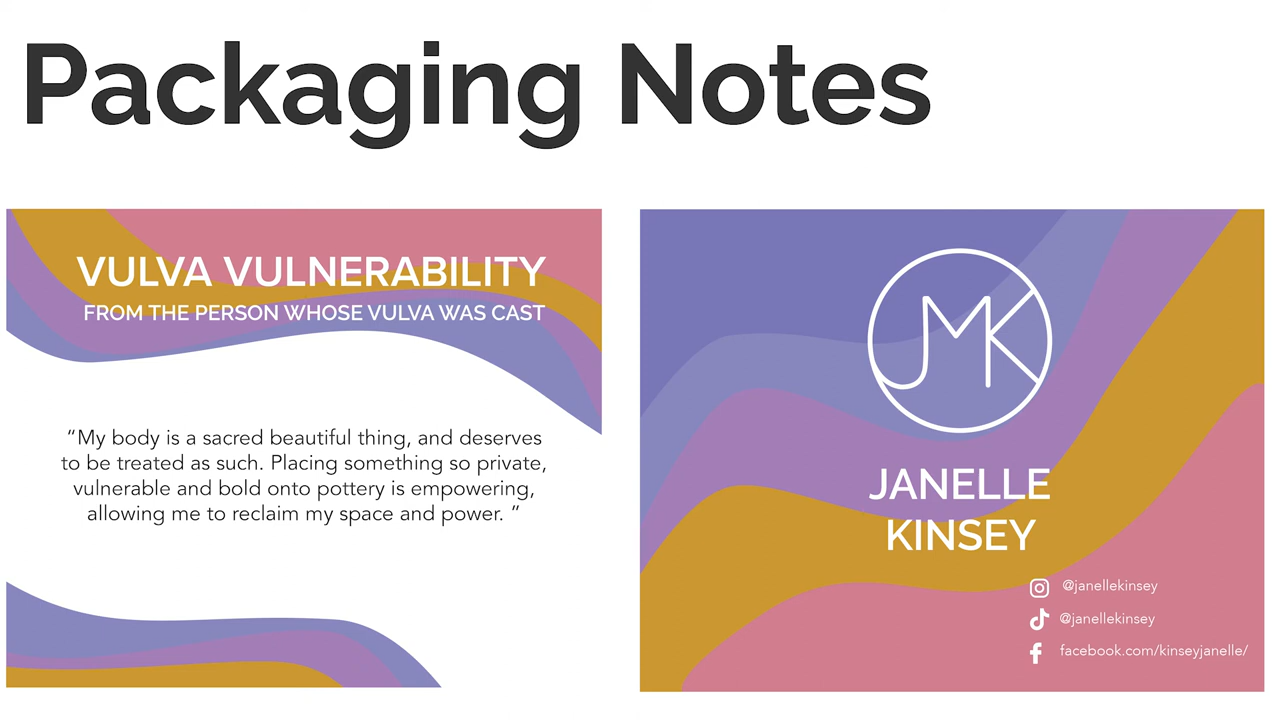 Packaging Notes
VULVA VULNERABILITY
FROM THE PERSON WHOSE VULVA WAS CAST
“My body is a sacred beautiful thing, and deserves
to be treated as such. Placing something so private,
vulnerable and bold onto pottery is empowering,
allowing me to reclaim my space and power. ”
JMK
JANELLE
KINSEY
@janellekinsey
@janellekinsey
facebook.com/kinseyjanelle/